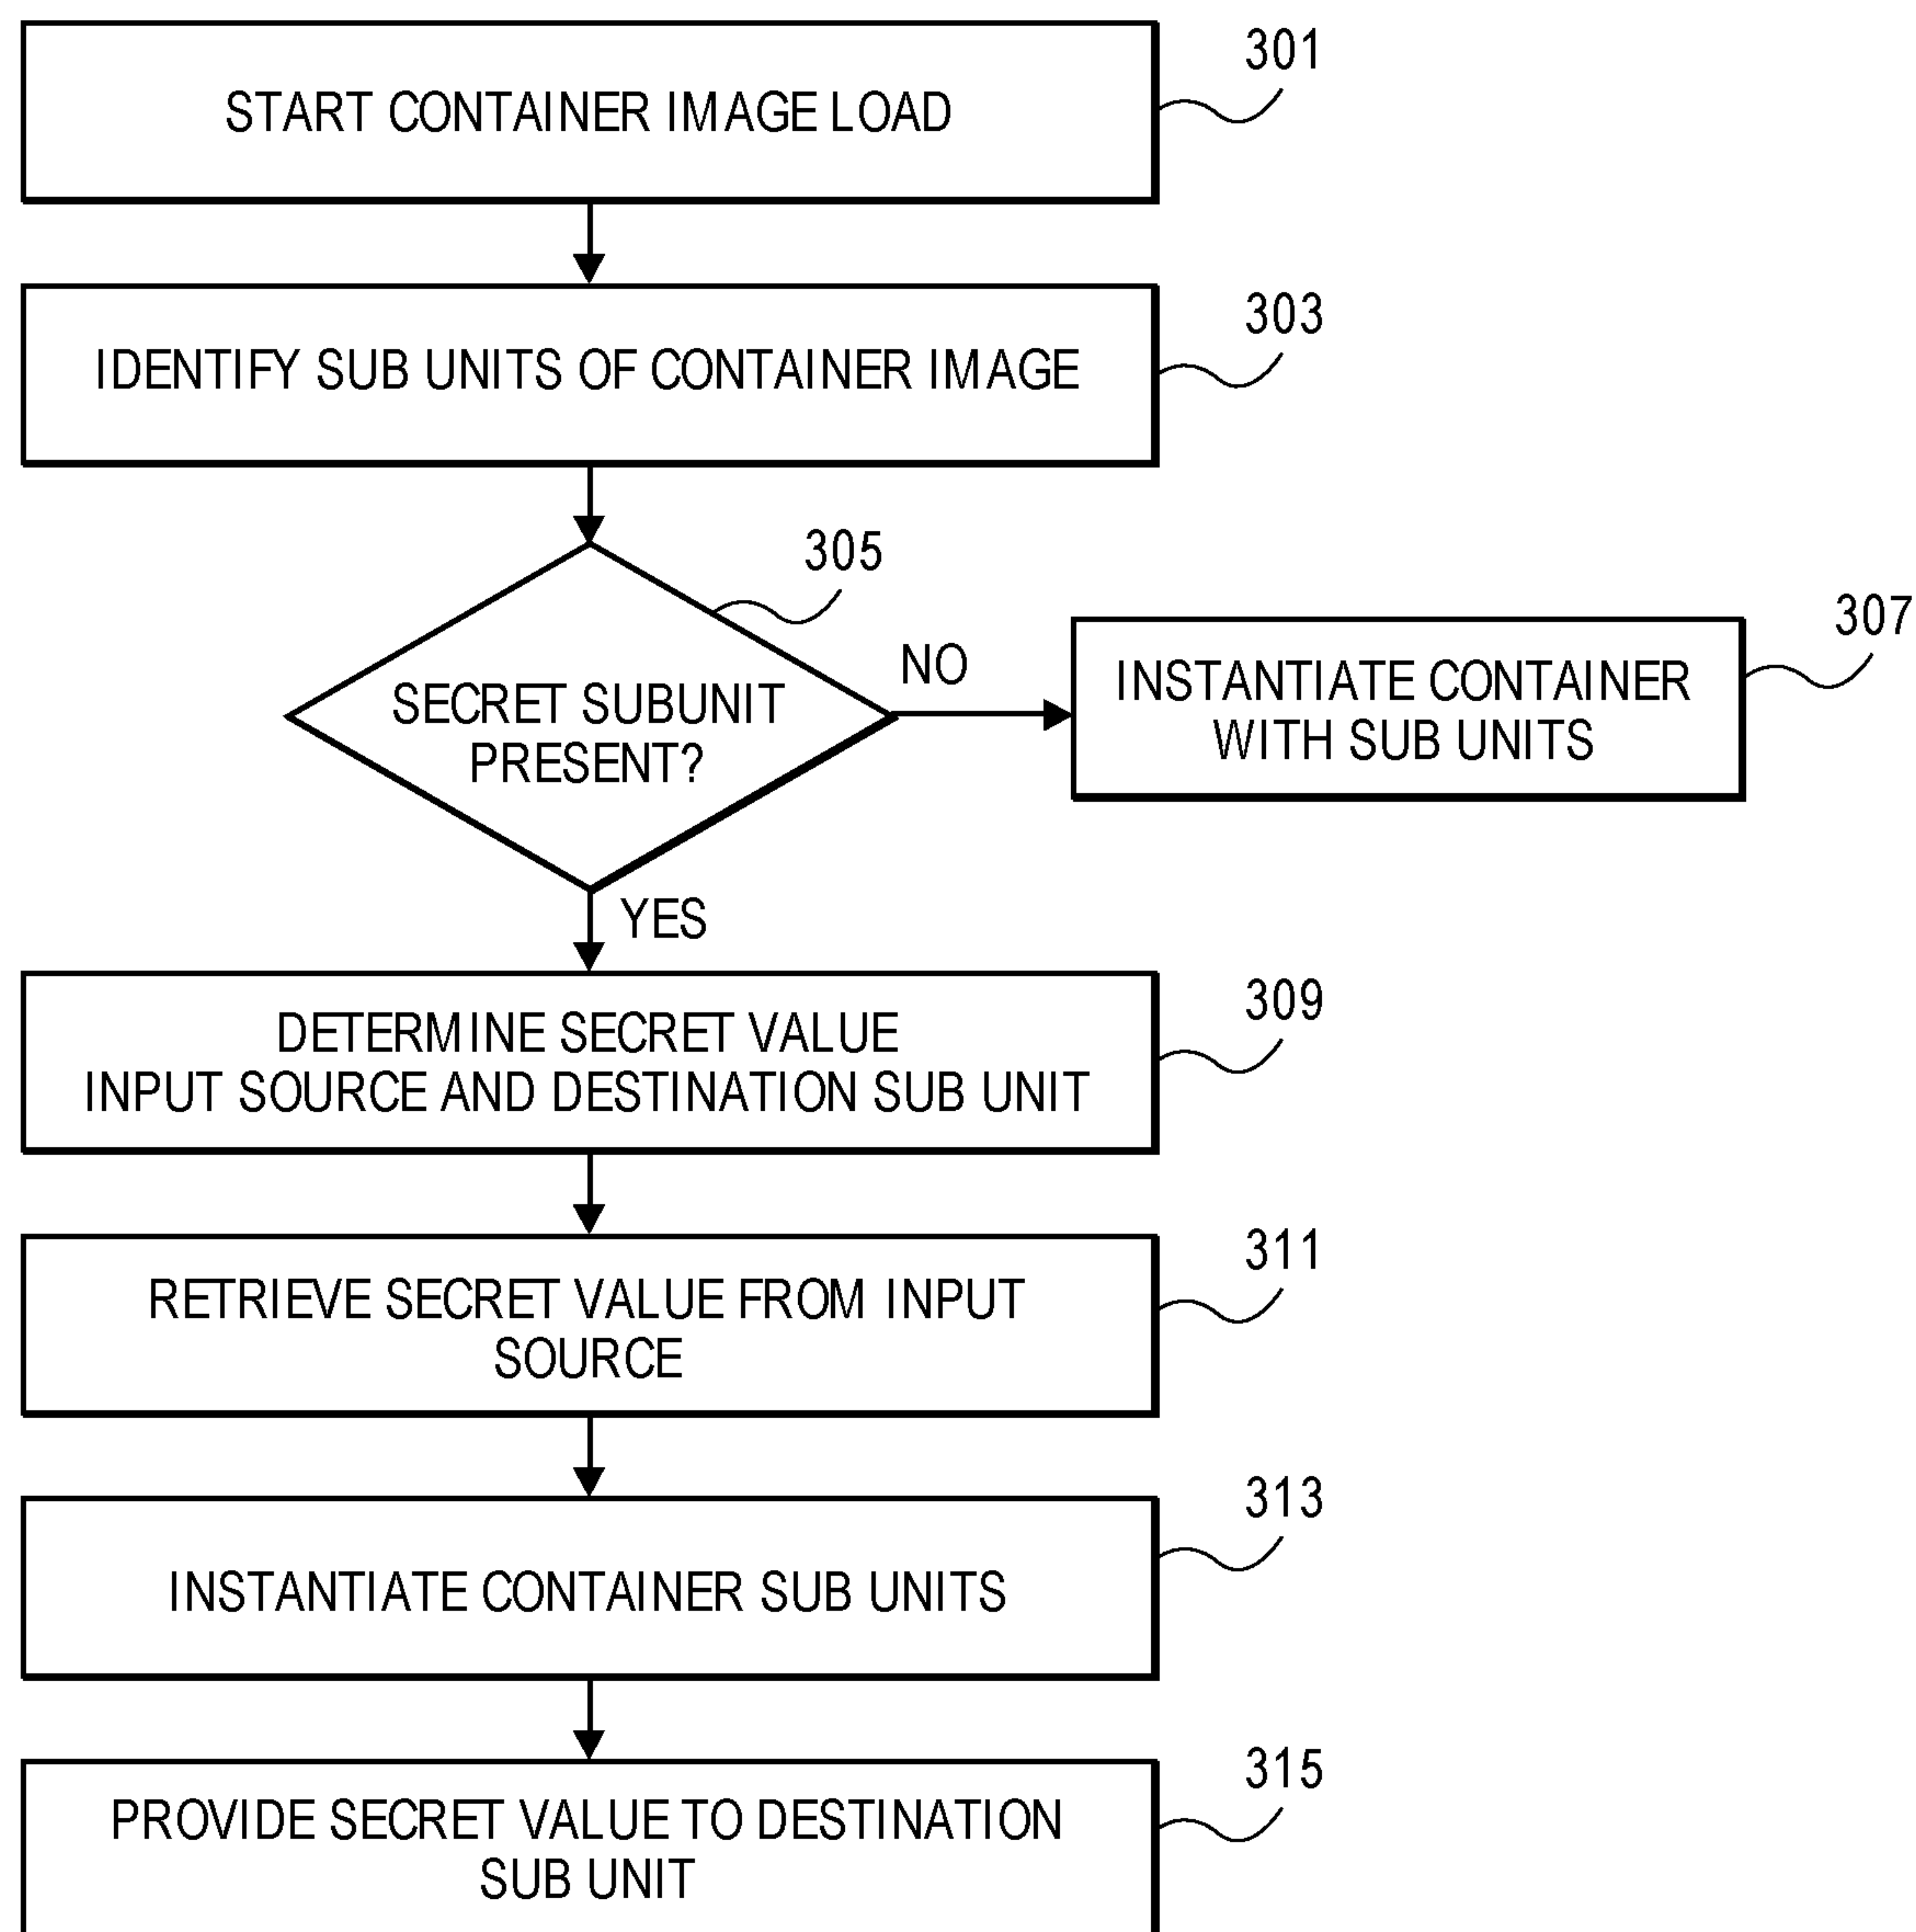 301
START CONTAINER IMAGE LOAD
303
IDENTIFY SUB UNITS OF CONTAINER IMAGE
305
SECRET SUBUNIT
PRESENT?
NO
307
INSTANTIATE CONTAINER
WITH SUB UNITS
YES
309
DETERMINE SECRET VALUE
INPUT SOURCE AND DESTINATION SUB UNIT
311
RETRIEVE SECRET VALUE FROM INPUT
SOURCE
313
INSTANTIATE CONTAINER SUB UNITS
315
PROVIDE SECRET VALUE TO DESTINATION
SUB UNIT